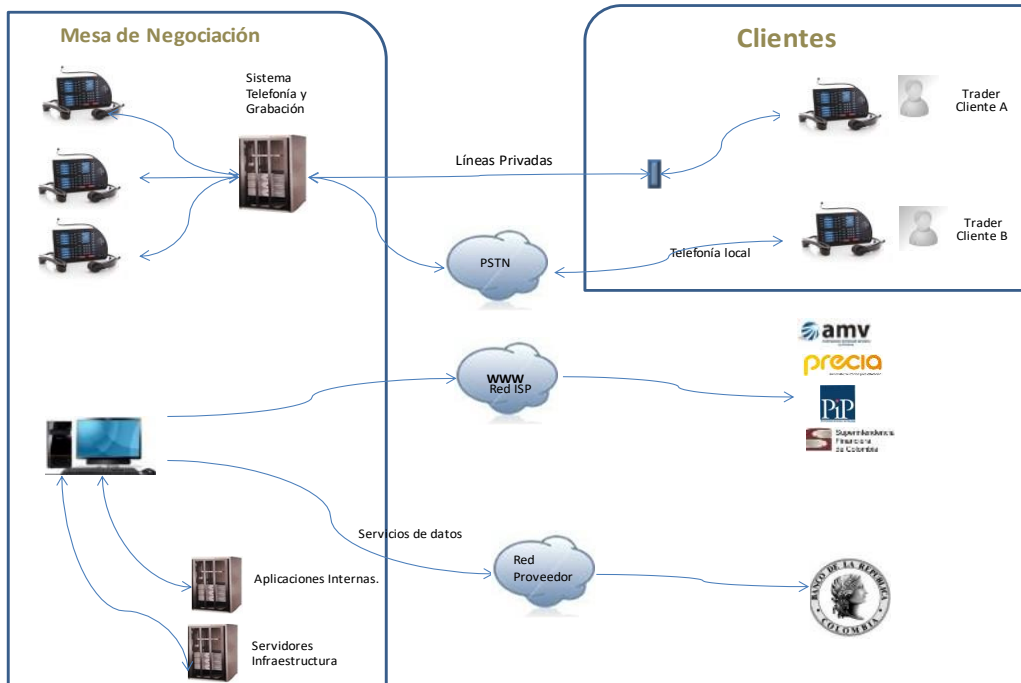 Mesa de Negociación
Clientes
Sistema
Telefonía y
Grabación
Trader
Cliente A
Líneas Privadas
Trader
Cliente B
PSTN
Telefonía local
amv
precia
www
Red ISP
PiP
Superintendencia
Financiera
de Colombia
Servicios de datos
Red
Proveedor
Aplicaciones Internas.
BANCO DE LA REPUBLICA
COLOMBIA
Servidores
Infraestructura